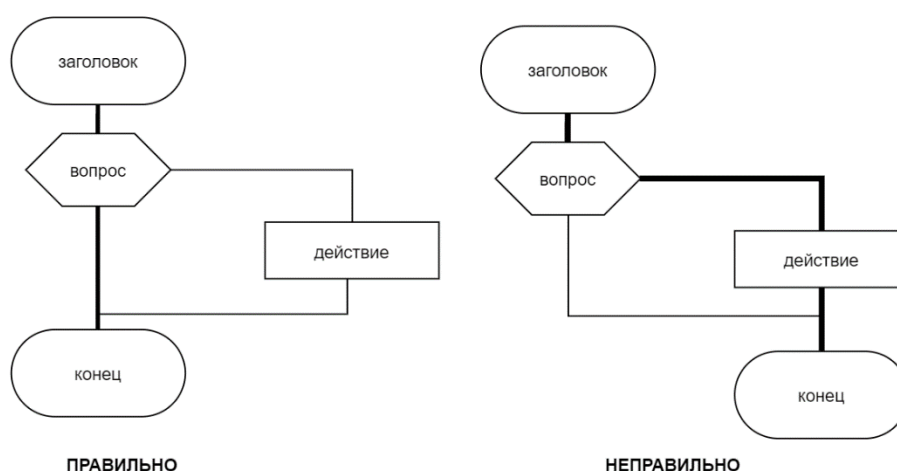 заголовок
вопрос
действие
конец
ПРАВИЛЬНО
заголовок
вопрос
действие
конец
НЕПРАВИЛЬНО